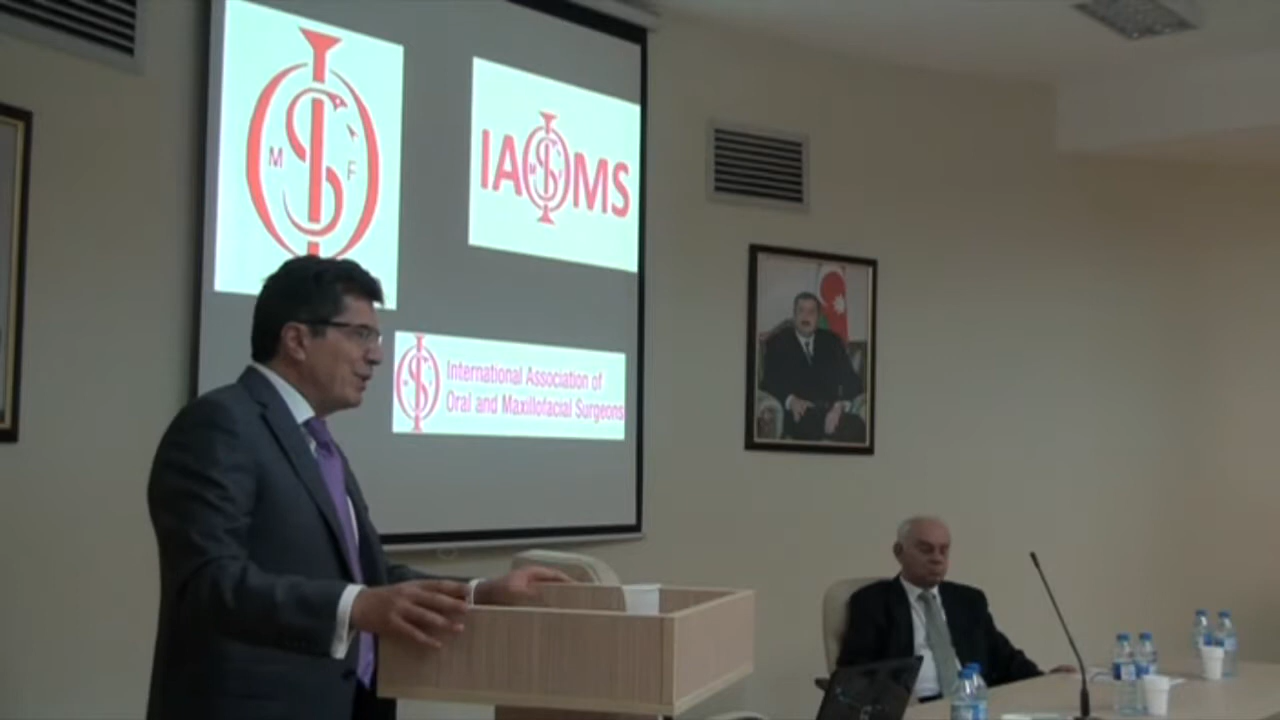 M F
IAOMS
International Association of
Oral and Maxillofacial Surgeons